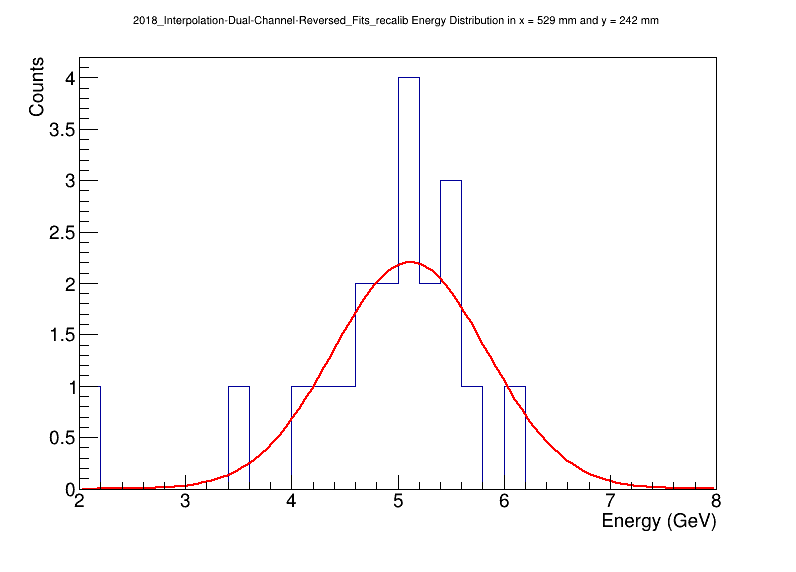 2018_Interpolation-Dual-Channel-Reversed_Fits_recalib Energy Distribution in x = 529 mm and y = 242 mm
Counts
4
3.5
3
2.5
2
1.5
1
0.5
0
2 3 4 5 6 7 8
Energy (GeV)